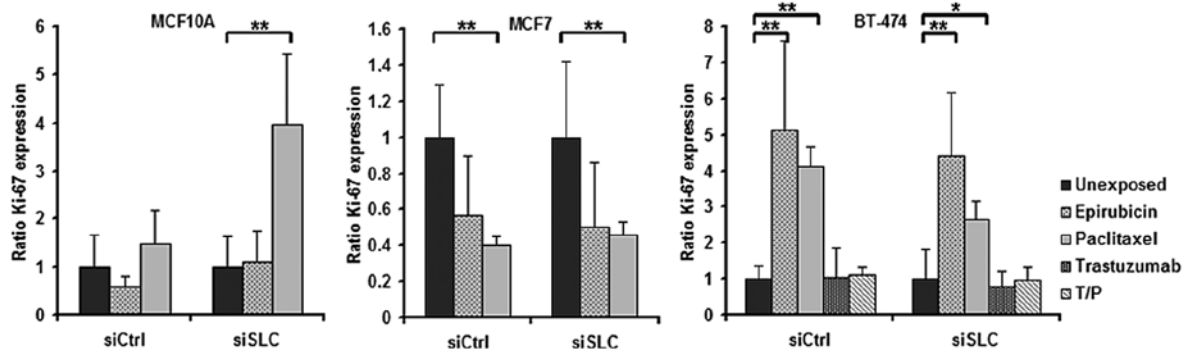 MCF10A
**
Ratio Ki-67 expression
6
5
4
3
2
1
0
siCtrl siSLC
MCF7
** **
Ratio Ki-67 expression
1.6
1.4
1.2
1
0.8
0.6
0.4
0.2
0
siCtrl siSLC
BT-474
**
**
*
**
Ratio Ki-67 expression
8
7
6
5
4
3
2
1
0
siCtrl siSLC
Unexposed
Epirubicin
Paclitaxel
Trastuzumab
T/P